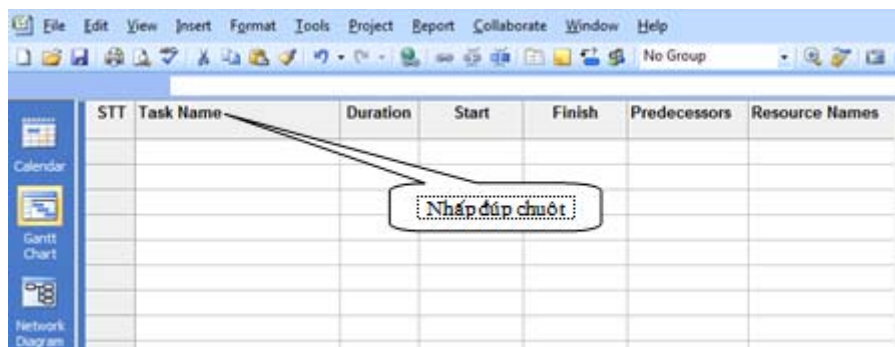 File Edit View Insert Format Tools Project Report Collaborate Window Help
No Group
STT Task Name Duration Start Finish Predecessors Resource Names
Calendar
Nhấp đúp chuột
Gantt
Chart
Network
Diagram